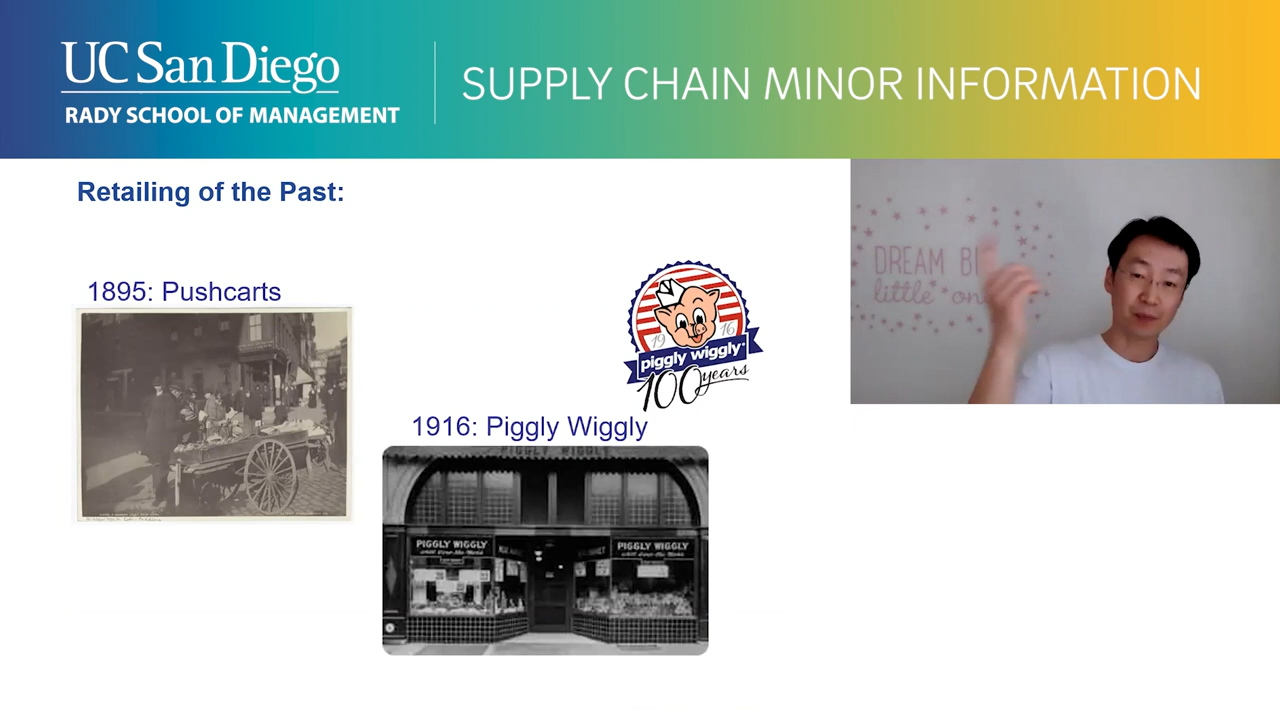 UC San Diego
RADY SCHOOL OF MANAGEMENT
SUPPLY CHAIN MINOR INFORMATION
Retailing of the Past:
1895: Pushcarts
DREAM BI
little on
19 16
piggly wiggly
100 years
1916: Piggly Wiggly
PIGGLY WIGGLY
PIGGLY WIGGLY
PIGGLY WIGGLY